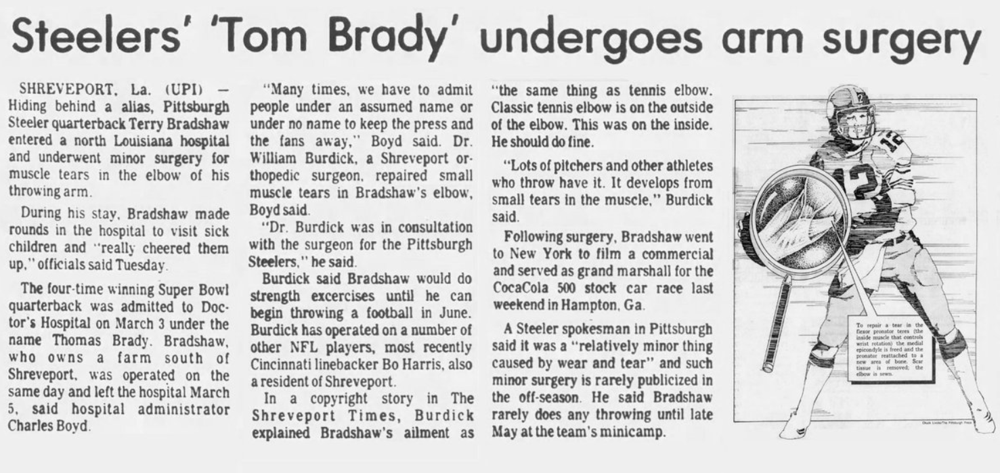 Steelers' 'Tom Brady' undergoes arm surgery
SHREVEPORT, La. (UPI) —
Hiding behind a alias, Pittsburgh
Steeler quarterback Terry Bradshaw
entered a north Louisiana hospital
and underwent minor surgery for
muscle tears in the elbow of his
throwing arm.
During his stay, Bradshaw made
rounds in the hospital to visit sick
children and "really cheered them
up," officials said Tuesday.
The four-time winning Super Bowl
quarterback was admitted to Doc-
tor's Hospital on March 3 under the
name Thomas Brady. Bradshaw,
who owns a farm south of
Shreveport, was operated on the
same day and left the hospital March
5, said hospital administrator
Charles Boyd.
"Many times, we have to admit
people under an assumed name or
under no name to keep the press and
the fans away," Boyd said. Dr.
William Burdick, a Shreveport or-
thopedic surgeon, repaired small
muscle tears in Bradshaw's elbow,
Boyd said.
"Dr. Burdick was in consultation
with the surgeon for the Pittsburgh
Steelers," he said.
Burdick said Bradshaw would do
strength excercises until he can
begin throwing a football in June.
Burdick has operated on a number of
other NFL players, most recently
Cincinnati linebacker Bo Harris, also
a resident of Shreveport.
In a copyright story in The
Shreveport Times, Burdick
explained Bradshaw's ailment as
"the same thing as tennis elbow.
Classic tennis elbow is on the outside
of the elbow. This was on the inside.
He should do fine.
"Lots of pitchers and other athletes
who throw have it. It develops from
small tears in the muscle," Burdick
said.
Following surgery, Bradshaw went
to New York to film a commercial
and served as grand marshall for the
CocaCola 500 stock car race last
weekend in Hampton, Ga.
A Steeler spokesman in Pittsburgh
said it was a "relatively minor thing
caused by wear and tear" and such
minor surgery is rarely publicized in
the off-season. He said Bradshaw
rarely does any throwing until late
May at the team's minicamp.
12
12
To repair a tear in the
flexor pronator teres (the
inside muscle that controls
wrist rotation) the medial
epicondyle is freed and the
pronator reattached to a
new area of bone. Scar
tissue is removed; the
elbow is sewn.
The Pittsburgh Press